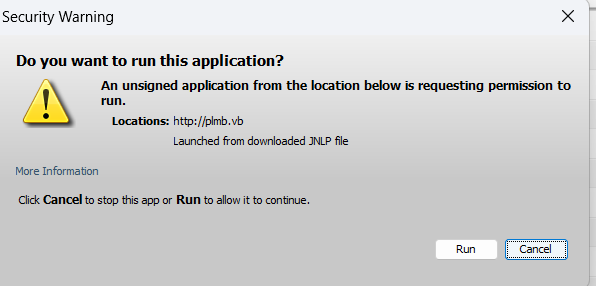 Security Warning
Do you want to run this application?
An unsigned application from the location below is requesting permission to
run.
Locations: http://plmb.vb
Launched from downloaded JNLP file
More Information
Click Cancel to stop this app or Run to allow it to continue.
Run Cancel